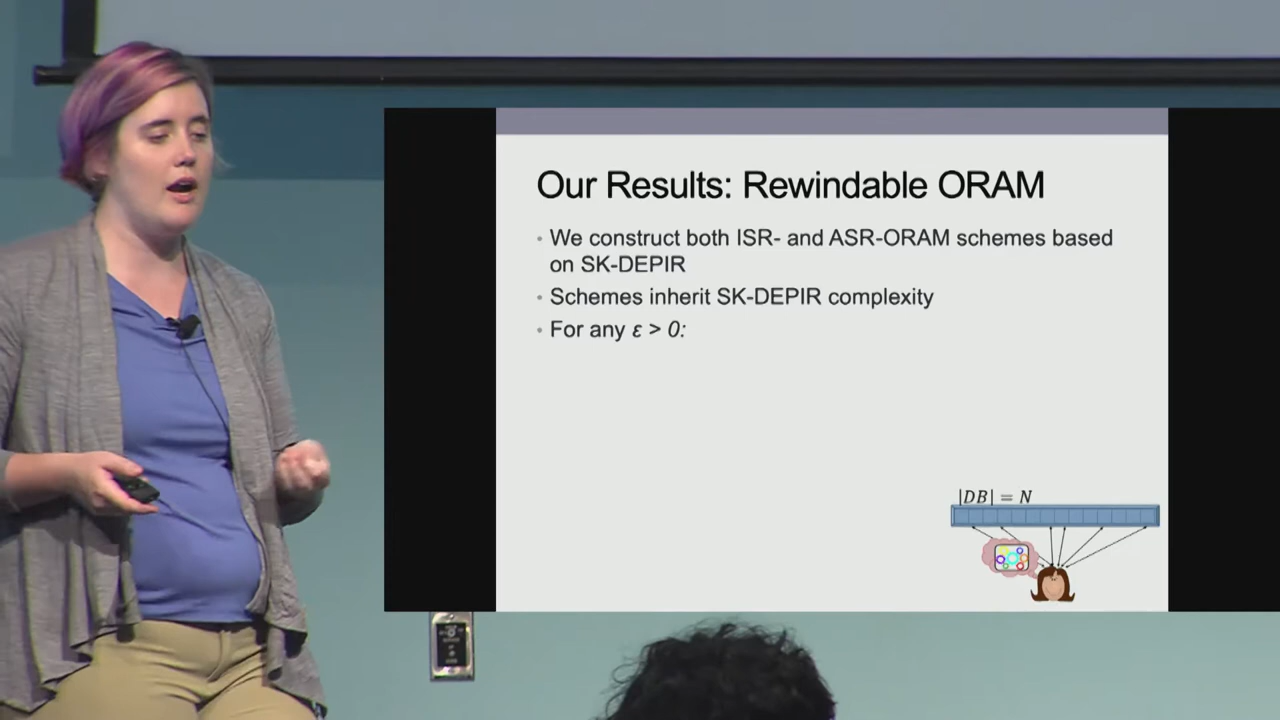 Our Results: Rewindable ORAM
• We construct both ISR- and ASR-ORAM schemes based
on SK-DEPIR
• Schemes inherit SK-DEPIR complexity
• For any ε > 0:
|DB| = N